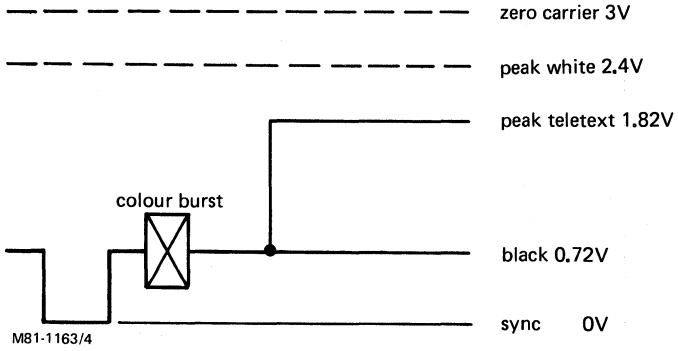 zero carrier 3V
peak white 2.4V
peak teletext 1.82V
colour burst
black 0.72V
sync 0V
M81-1163/4